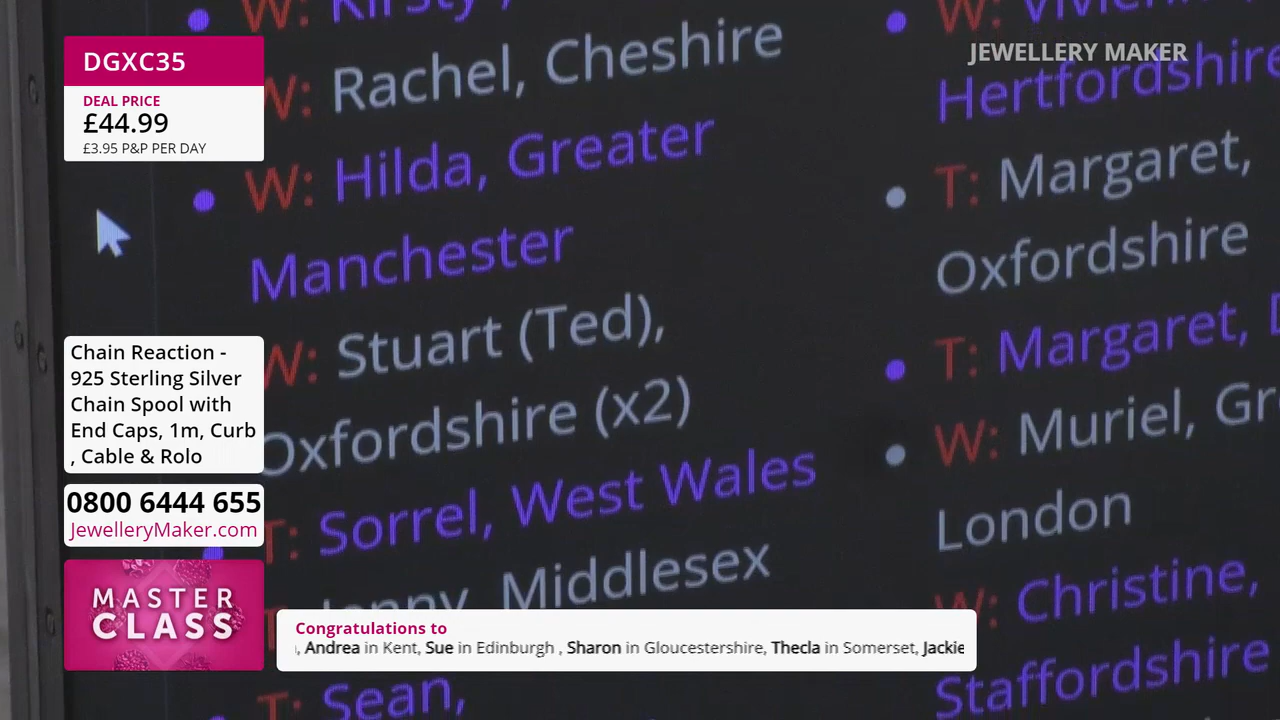 DGXC35
DEAL PRICE
£44.99
£3.95 P&P PER DAY
Chain Reaction -
925 Sterling Silver
Chain Spool with
End Caps, 1m, Curb
, Cable & Rolo
0800 6444 655
JewelleryMaker.com
MASTER
CLASS
JEWELLERY MAKER
W: Kirsty,
W: Rachel, Cheshire
W: Hilda, Greater
Manchester
W: Stuart (Ted),
Oxfordshire (x2)
T: Sorrel, West Wales
Middlesex
T: Sean,
W:
Hertfordshire
T: Margaret,
Oxfordshire
T: Margaret,
W: Muriel,
London
W: Christine,
Staffordshire
Congratulations to
, Andrea in Kent, Sue in Edinburgh , Sharon in Gloucestershire, Thecla in Somerset, Jackie